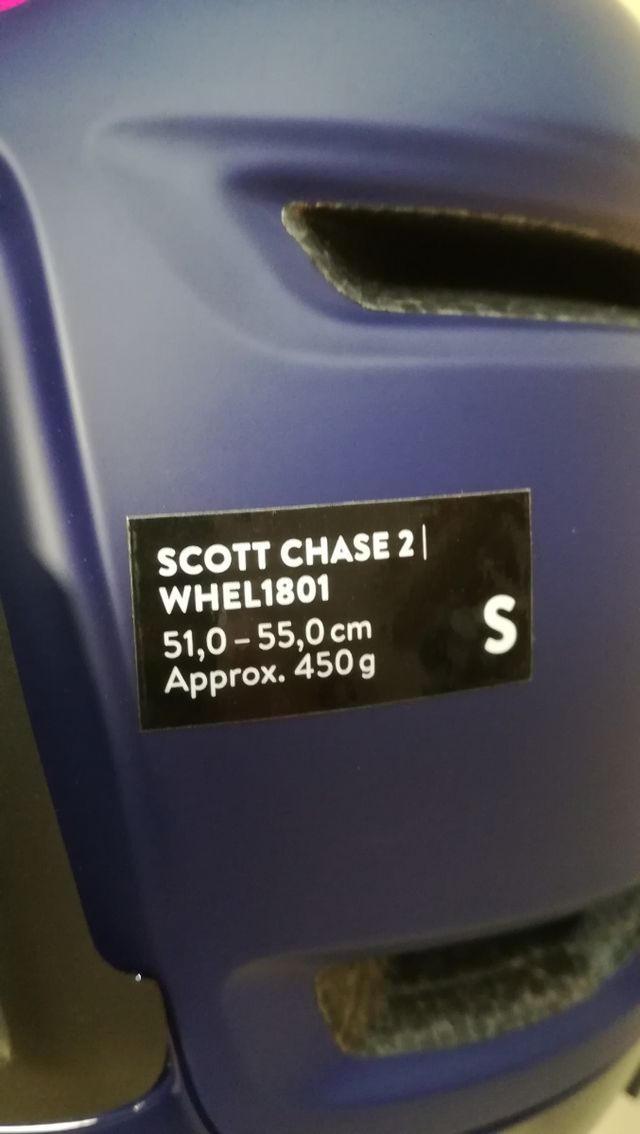 SCOTT CHASE 2 |
WHEL1801
51,0 – 55,0 cm
Approx. 450 g
S